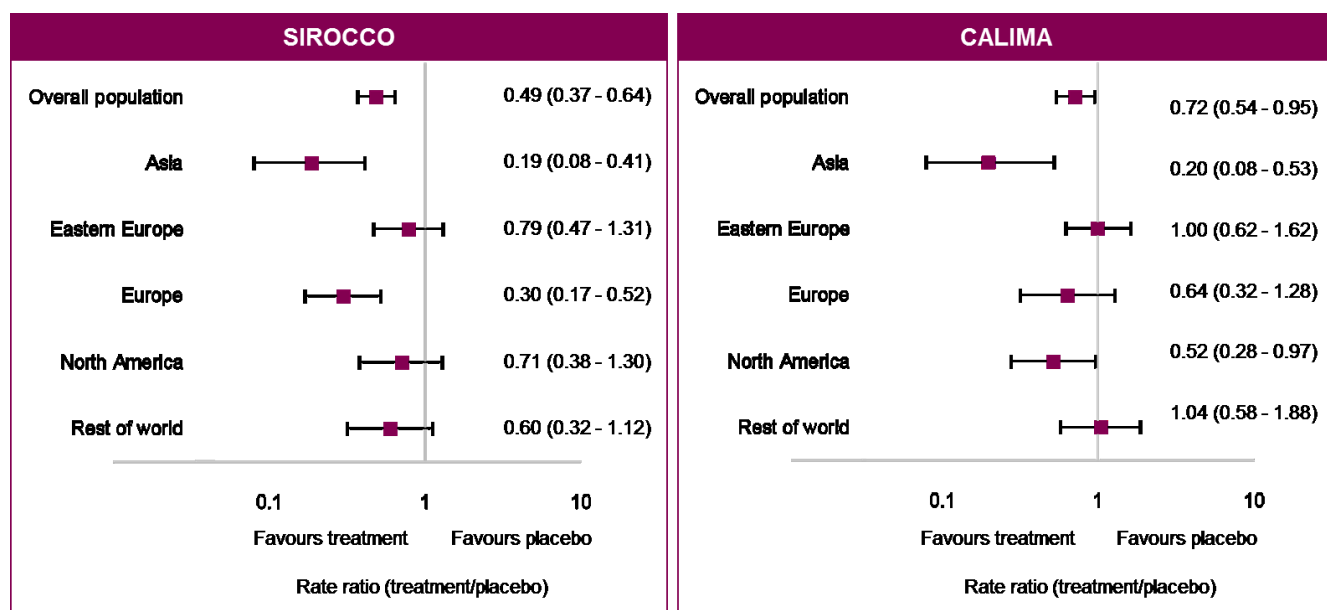 SIROCCO
Overall population 0.49 (0.37 - 0.64)
Asia 0.19 (0.08 - 0.41)
Eastern Europe 0.79 (0.47 - 1.31)
Europe 0.30 (0.17 - 0.52)
North America 0.71 (0.38 - 1.30)
Rest of world 0.60 (0.32 - 1.12)
0.1 1 10
Favours treatment Favours placebo
Rate ratio (treatment/placebo)
CALIMA
Overall population 0.72 (0.54 - 0.95)
Asia 0.20 (0.08 - 0.53)
Eastern Europe 1.00 (0.62 - 1.62)
Europe 0.64 (0.32 - 1.28)
North America 0.52 (0.28 - 0.97)
Rest of world 1.04 (0.58 - 1.88)
0.1 1 10
Favours treatment Favours placebo
Rate ratio (treatment/placebo)